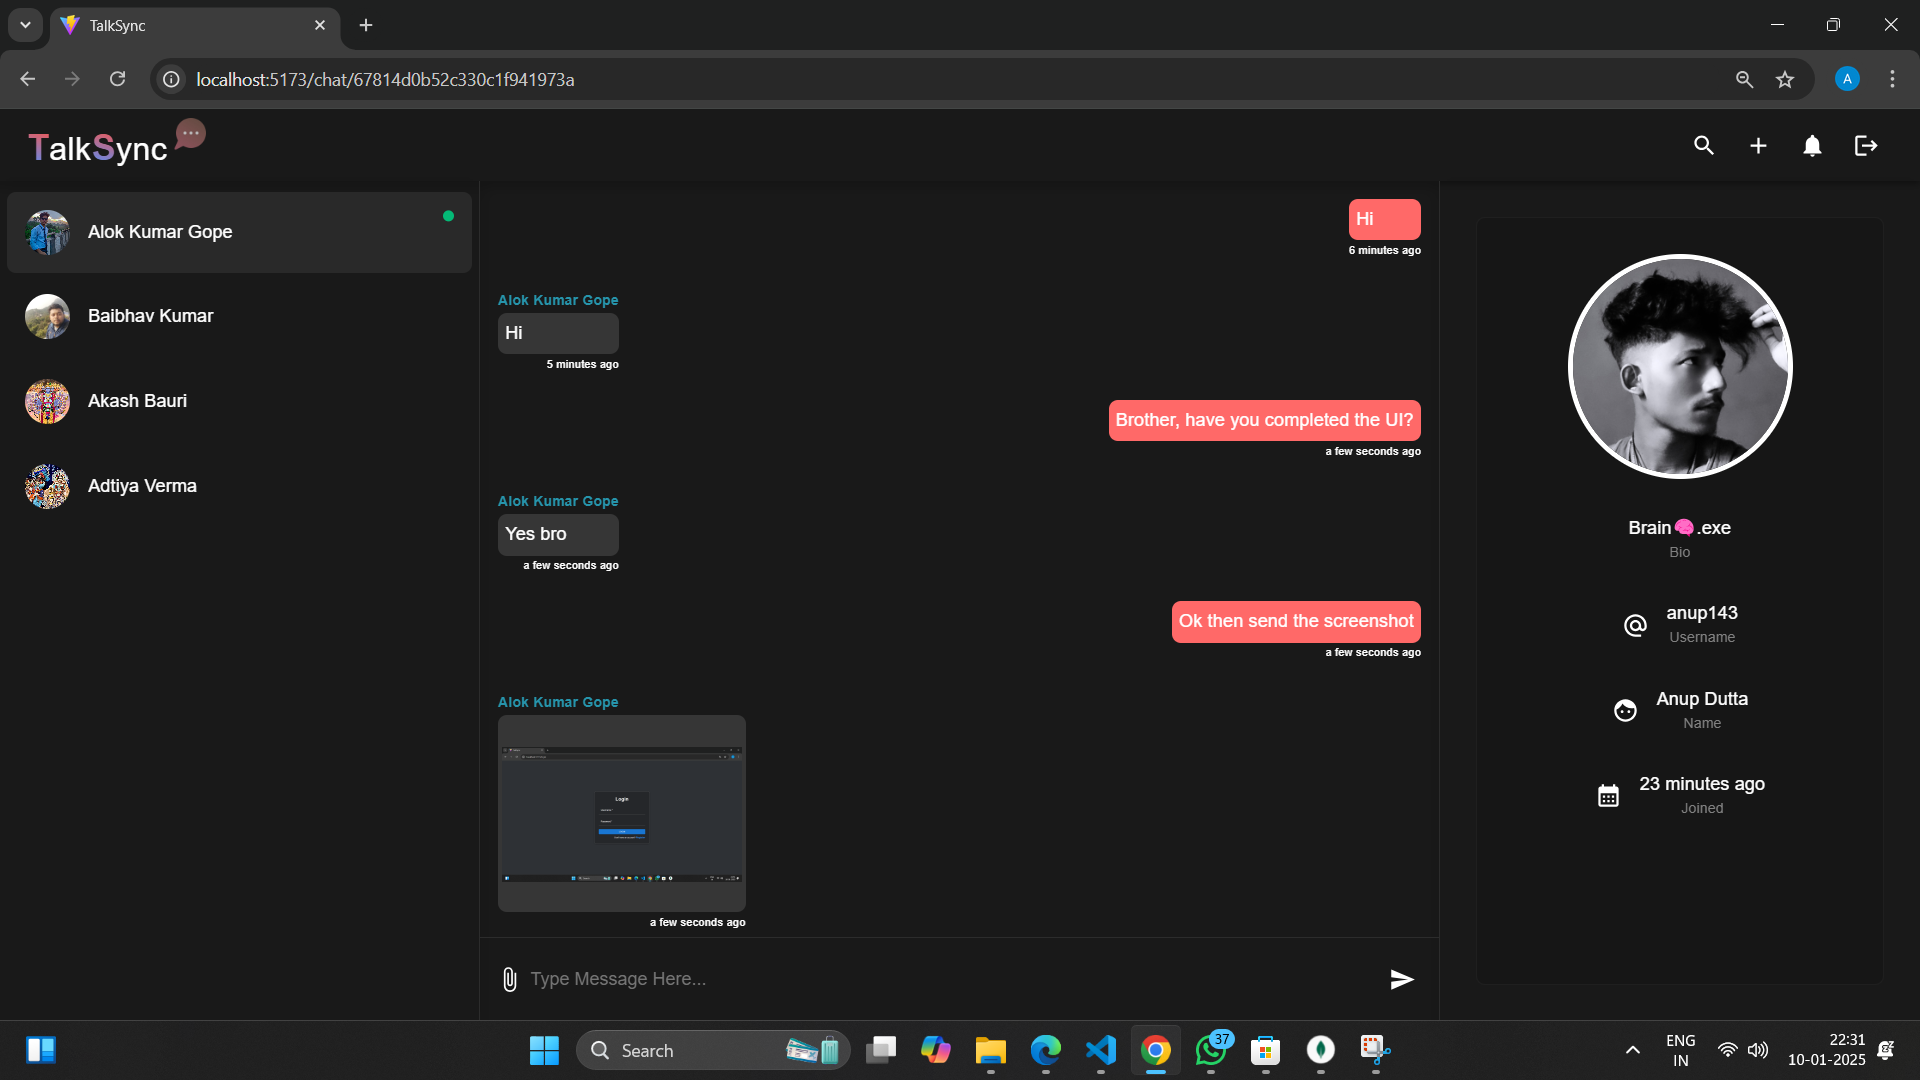 TalkSync
localhost:5173/chat/67814d0b52c330c1f941973a
A
TalkSync
Alok Kumar Gope
Baibhav Kumar
Akash Bauri
Adtiya Verma
Hi
6 minutes ago
Alok Kumar Gope
Hi
5 minutes ago
Brother, have you completed the UI?
a few seconds ago
Alok Kumar Gope
Yes bro
a few seconds ago
Ok then send the screenshot
a few seconds ago
Alok Kumar Gope
Login
a few seconds ago
Type Message Here...
Brain🧠.exe
Bio
anup143
Username
Anup Dutta
Name
23 minutes ago
Joined
Search
37
ENG
IN
22:31
10-01-2025